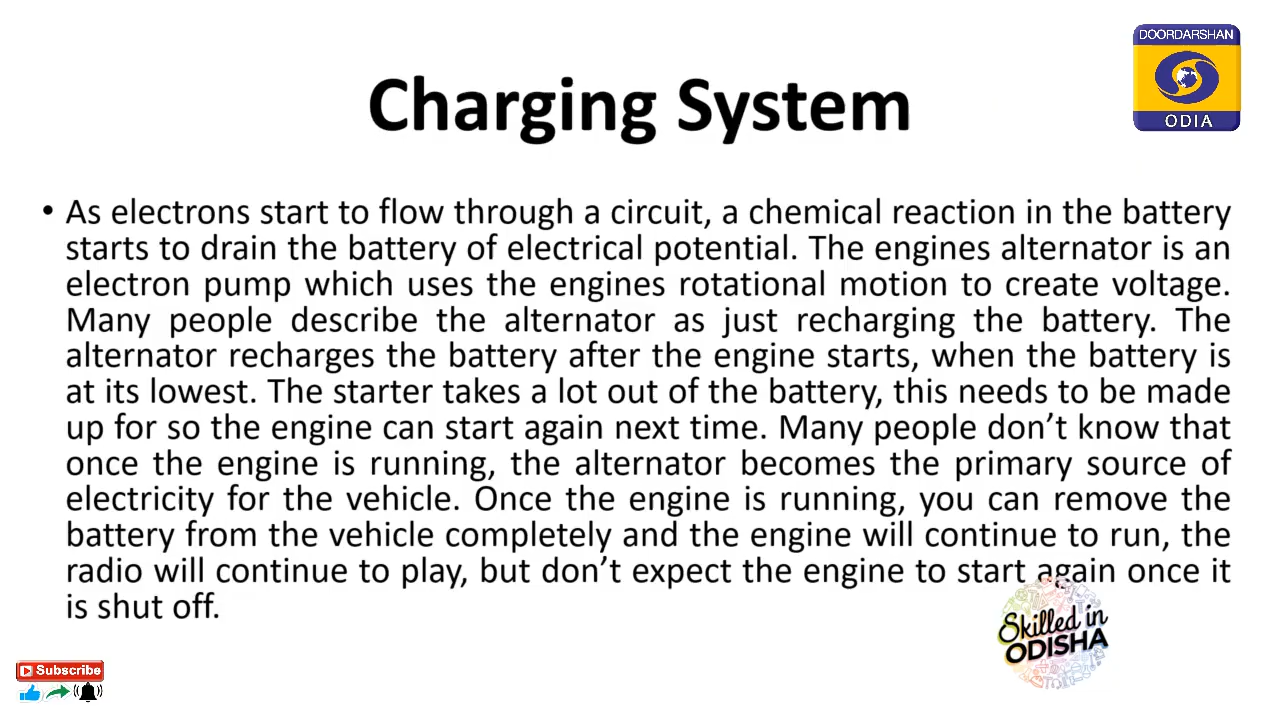 DOORDARSHAN
ODIA
Charging System
• As electrons start to flow through a circuit, a chemical reaction in the battery
starts to drain the battery of electrical potential. The engines alternator is an
electron pump which uses the engines rotational motion to create voltage.
Many people describe the alternator as just recharging the battery. The
alternator recharges the battery after the engine starts, when the battery is
at its lowest. The starter takes a lot out of the battery, this needs to be made
up for so the engine can start again next time. Many people don’t know that
once the engine is running, the alternator becomes the primary source of
electricity for the vehicle. Once the engine is running, you can remove the
battery from the vehicle completely and the engine will continue to run, the
radio will continue to play, but don’t expect the engine to start again once it
is shut off.
Skilled in
ODISHA
Subscribe